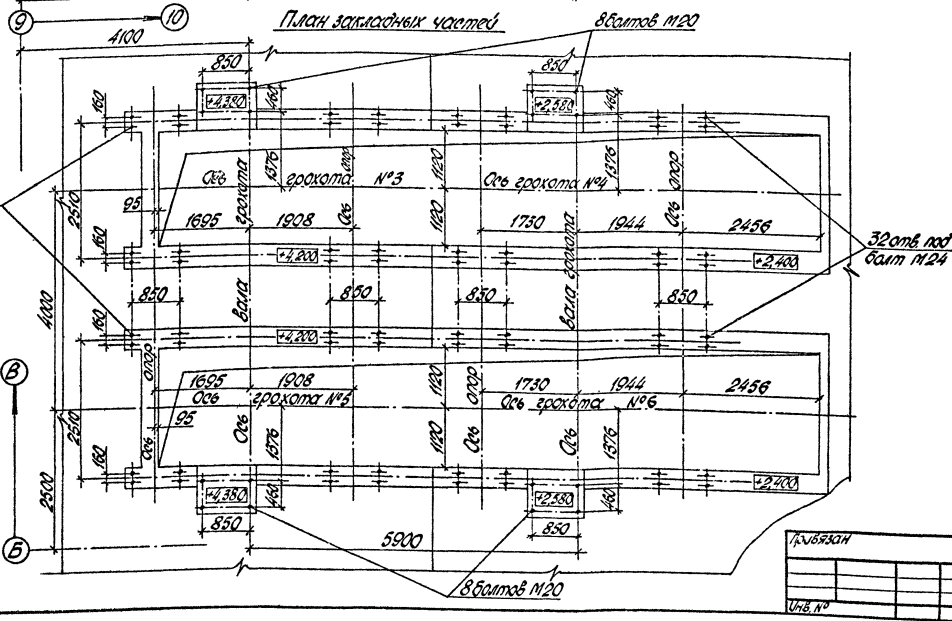 9
10
План закладных частей
8 болтов М20
4100
850
850
+4,380
460
+2,580
460
160
1376
1120
1376
2510
Ось грохота №3
Ось грохота №4
Ось опор
95
Вала грохота
Ось опор
1695
1908
1120
1730
1944
2456
160
+4,200
+2,400
32 отв. под
болт М24
850
850
850
850
4000
Вала грохота
160
+4,200
В
опор
1695
1908
1120
опор
1730
1944
2456
Ось грохота №5
Ось грохота №6
2510
Ось
95
Ось
1376
1120
Ось
Ось
1376
160
+4,380
460
+2,580
460
+2,400
2500
850
850
Б
5900
8 болтов М20
Привязан
Инв. №